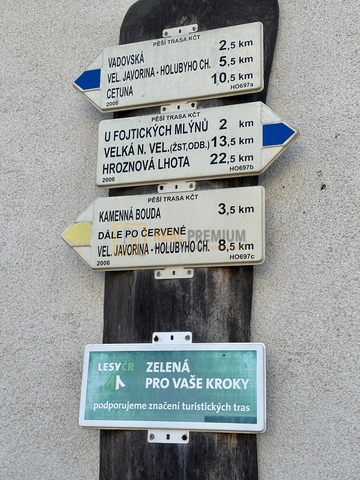 PĚŠÍ TRASA KČT
VADOVSKÁ 2,5 km
VEL. JAVORINA - HOLUBYHO CH. 5,5 km
CETUNA 10,5 km
2006 HO697a
PĚŠÍ TRASA KČT
U FOJTICKÝCH MLÝNŮ 2 km
VELKÁ N. VEL.(ŽST,ODB.) 13,5 km
HROZNOVÁ LHOTA 22,5 km
2006 HO697b
PĚŠÍ TRASA KČT
KAMENNÁ BOUDA 3,5 km
DÁLE PO ČERVENÉ
VEL. JAVORINA - HOLUBYHO CH. 8,5 km
2006 HO697c
PREMIUM
LESY ČR
ZELENÁ
PRO VAŠE KROKY
podporujeme značení turistických tras